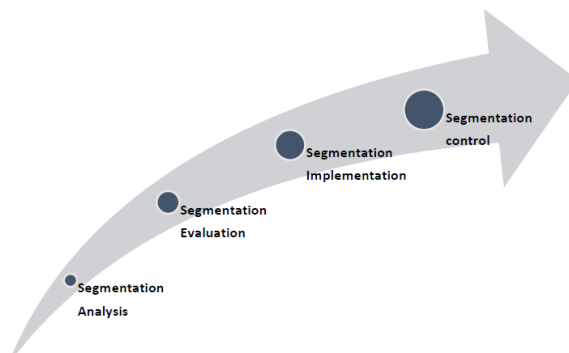 Segmentation
control
Segmentation
Implementation
Segmentation
Evaluation
Segmentation
Analysis